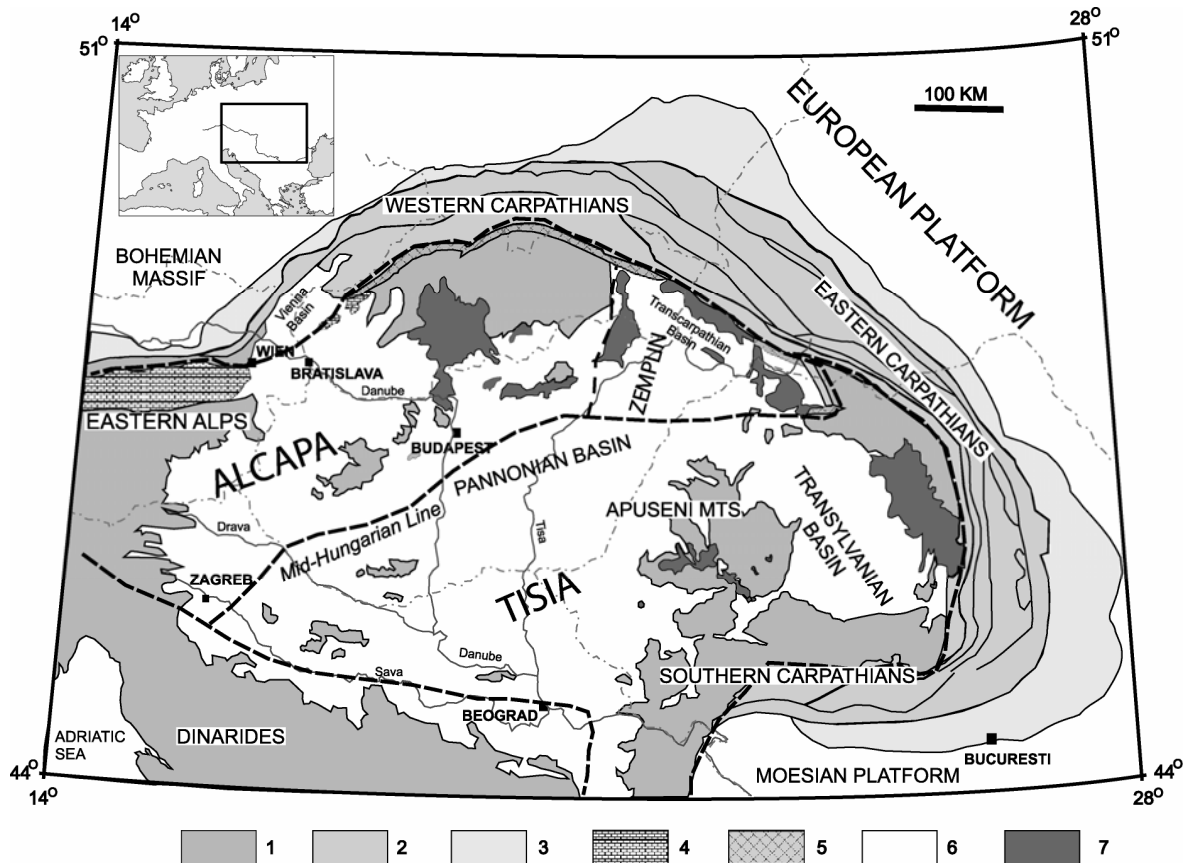 14°
28°
51°
51°
100 KM
EUROPEAN PLATFORM
WESTERN CARPATHIANS
BOHEMIAN
MASSIF
Vienna
Basin
Transcarpathian
Basin
EASTERN CARPATHIANS
WIEN
BRATISLAVA
ZEMPLIN
Danube
EASTERN ALPS
BUDAPEST
ALCAPA
PANNONIAN BASIN
TRANSYLVANIAN
BASIN
APUSENI MTS.
Drava
Mid-Hungarian Line
Tisa
ZAGREB
TISIA
Danube
Sava
SOUTHERN CARPATHIANS
BEOGRAD
ADRIATIC
SEA
DINARIDES
BUCURESTI
MOESIAN PLATFORM
44°
44°
14°
28°
1
2
3
4
5
6
7